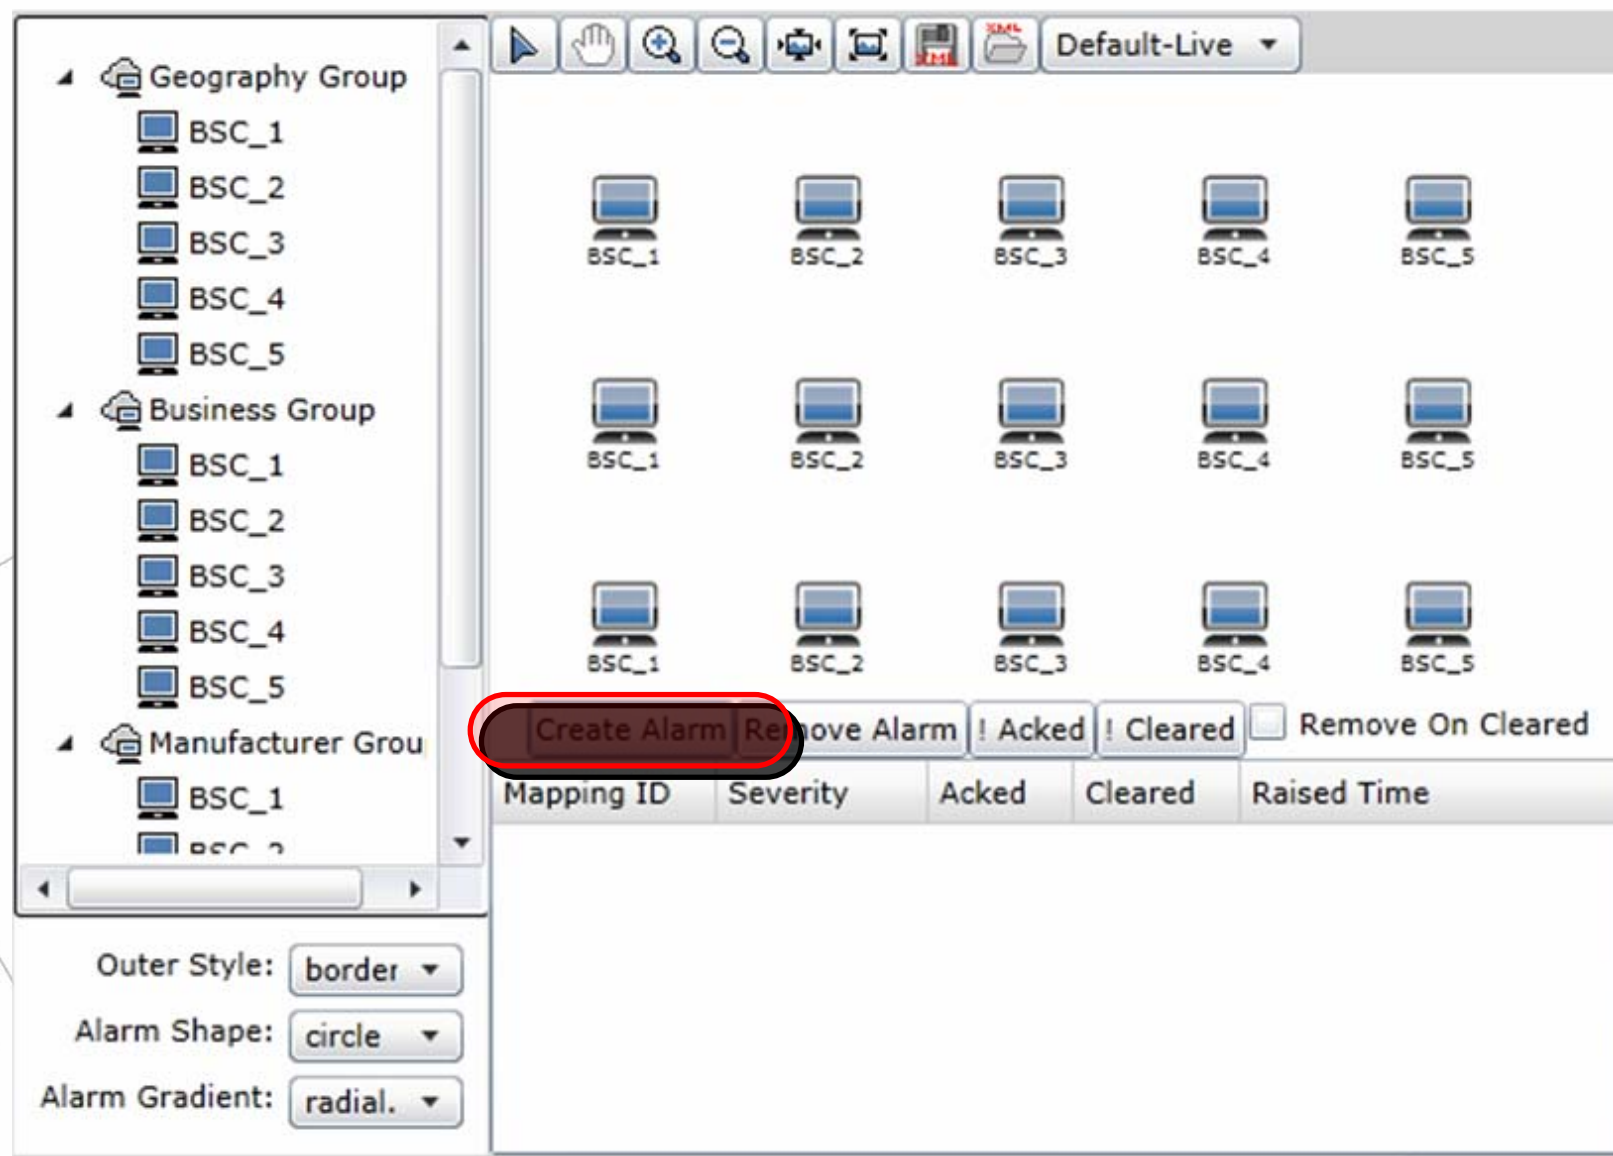 Geography Group
BSC_1
BSC_2
BSC_3
BSC_4
BSC_5
Business Group
BSC_1
BSC_2
BSC_3
BSC_4
BSC_5
Manufacturer Grou
BSC_1
Outer Style: border
Alarm Shape: circle
Alarm Gradient: radial.
XML
XML
Default-Live
BSC_1 BSC_2 BSC_3 BSC_4 BSC_5
BSC_1 BSC_2 BSC_3 BSC_4 BSC_5
BSC_1 BSC_2 BSC_3 BSC_4 BSC_5
Create Alarm Remove Alarm ! Acked ! Cleared Remove On Cleared
Mapping ID Severity Acked Cleared Raised Time